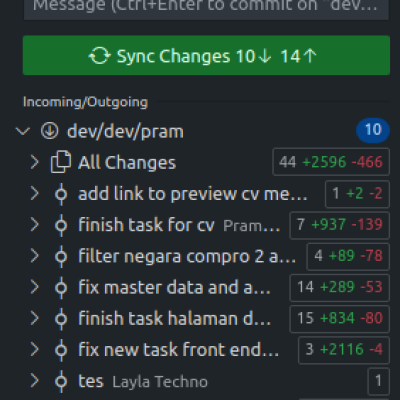 Message (Ctrl+Enter to commit on "dev...
Sync Changes 10↓ 14↑
Incoming/Outgoing
dev/dev/pram 10
All Changes 44 +2596 -466
add link to preview cv me... 1 +2 -2
finish task for cv Pram... 7 +937 -139
filter negara compro 2 a... 4 +89 -78
fix master data and a... 14 +289 -53
finish task halaman d... 15 +834 -80
fix new task front end... 3 +2116 -4
tes Layla Techno 1